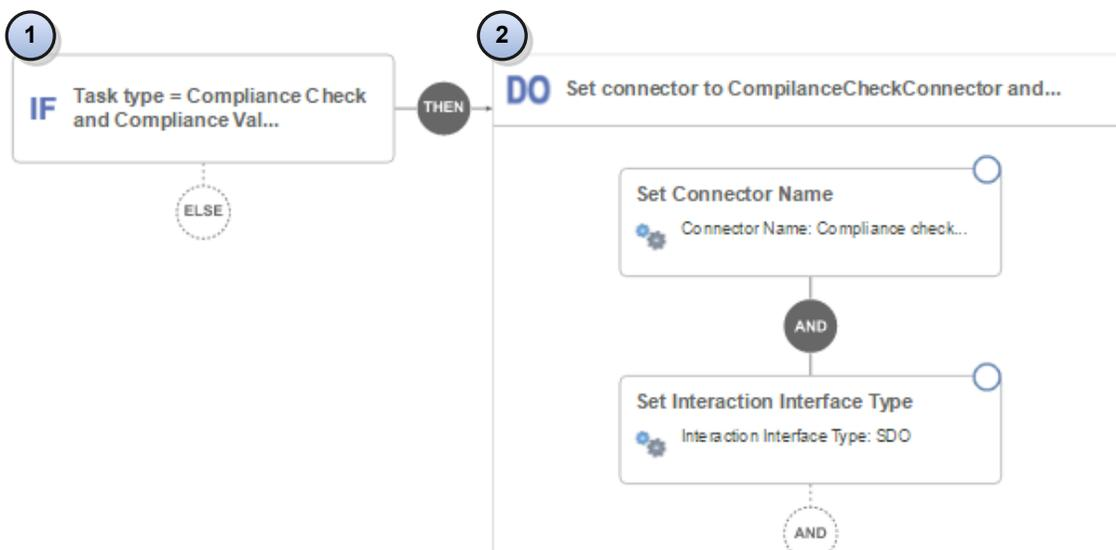 1
2
IF
Task type = Compliance Check
and Compliance Val...
THEN
DO
Set connector to CompilanceCheckConnector and...
ELSE
Set Connector Name
Connector Name: Compliance check...
AND
Set Interaction Interface Type
Interaction Interface Type: SDO
AND